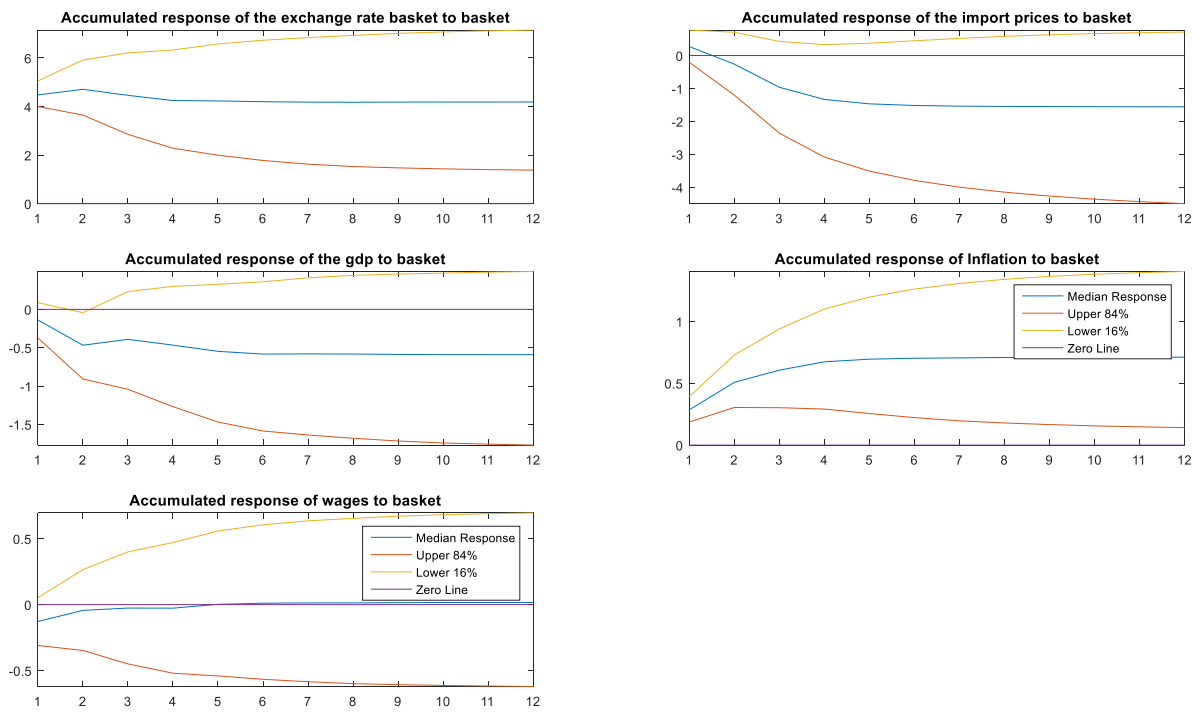 Accumulated response of the exchange rate basket to basket
6
4
2
0
1 2 3 4 5 6 7 8 9 10 11 12
Accumulated response of the import prices to basket
0
-1
-2
-3
-4
1 2 3 4 5 6 7 8 9 10 11 12
Accumulated response of the gdp to basket
0
-0.5
-1
-1.5
1 2 3 4 5 6 7 8 9 10 11 12
Accumulated response of Inflation to basket
1
0.5
0
Median Response
Upper 84%
Lower 16%
Zero Line
1 2 3 4 5 6 7 8 9 10 11 12
Accumulated response of wages to basket
0.5
0
-0.5
Median Response
Upper 84%
Lower 16%
Zero Line
1 2 3 4 5 6 7 8 9 10 11 12